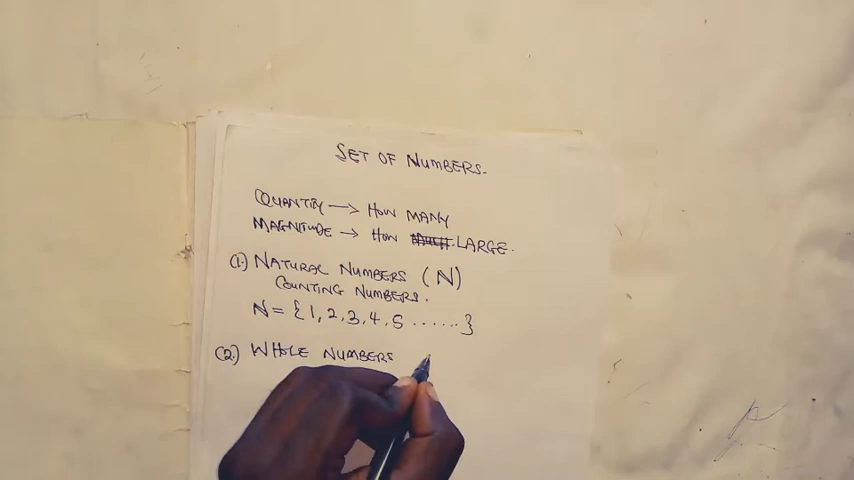 SET OF NUMBERS.
QUANTITY → HOW MANY
MAGNITUDE → HOW LARGE.
(1.) NATURAL NUMBERS (N)
COUNTING NUMBERS.
N = {1, 2, 3, 4, 5 ......}
(2.) WHOLE NUMBERS